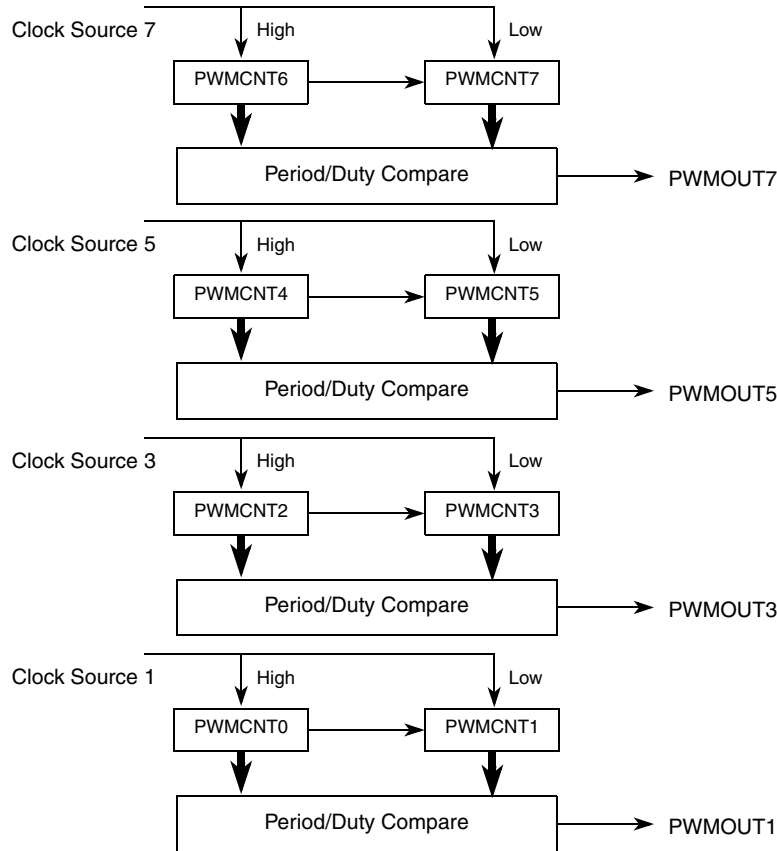 Clock Source 7
High
Low
PWMCNT6
PWMCNT7
Period/Duty Compare
PWMOUT7
Clock Source 5
High
Low
PWMCNT4
PWMCNT5
Period/Duty Compare
PWMOUT5
Clock Source 3
High
Low
PWMCNT2
PWMCNT3
Period/Duty Compare
PWMOUT3
Clock Source 1
High
Low
PWMCNT0
PWMCNT1
Period/Duty Compare
PWMOUT1